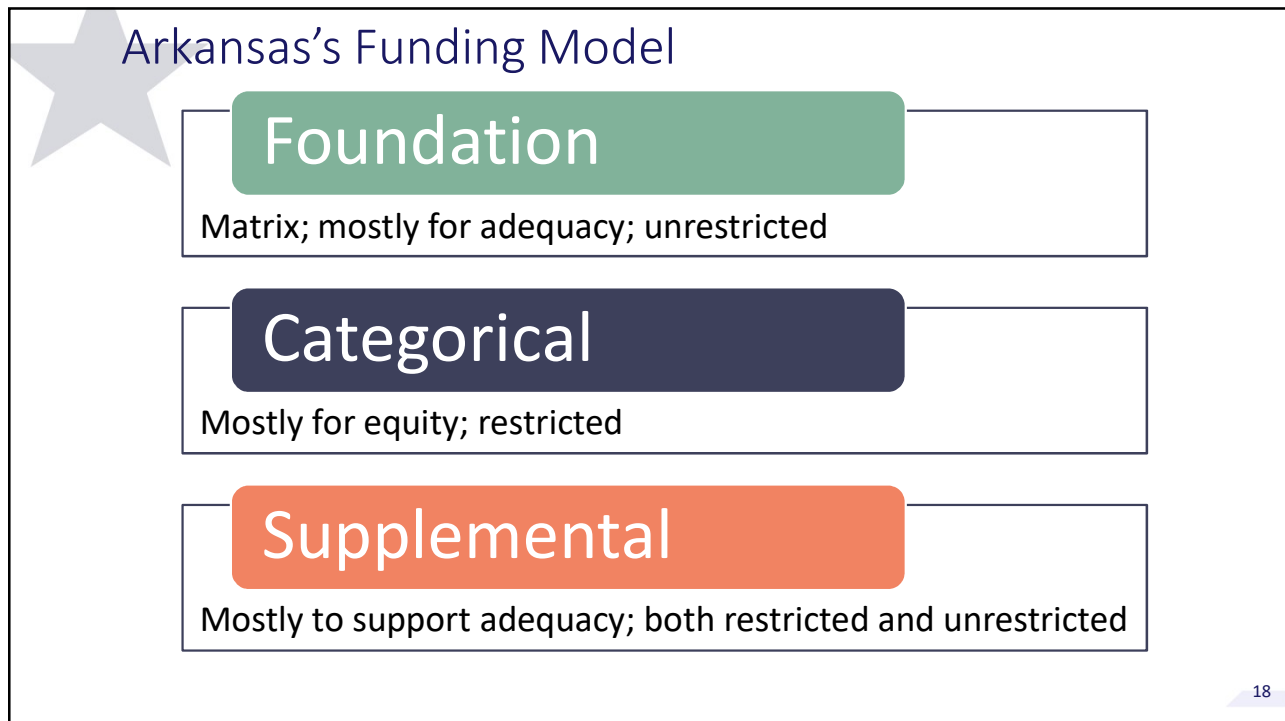 Arkansas’s Funding Model
Foundation
Matrix; mostly for adequacy; unrestricted
Categorical
Mostly for equity; restricted
Supplemental
Mostly to support adequacy; both restricted and unrestricted
18